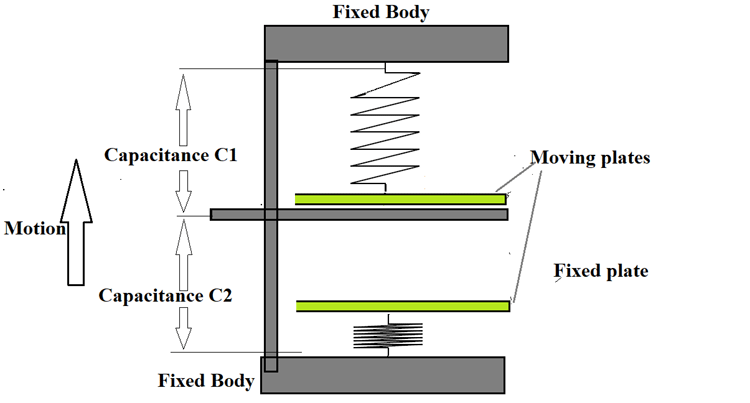 Fixed Body
Capacitance C1
Moving plates
Motion
Fixed plate
Capacitance C2
Fixed Body